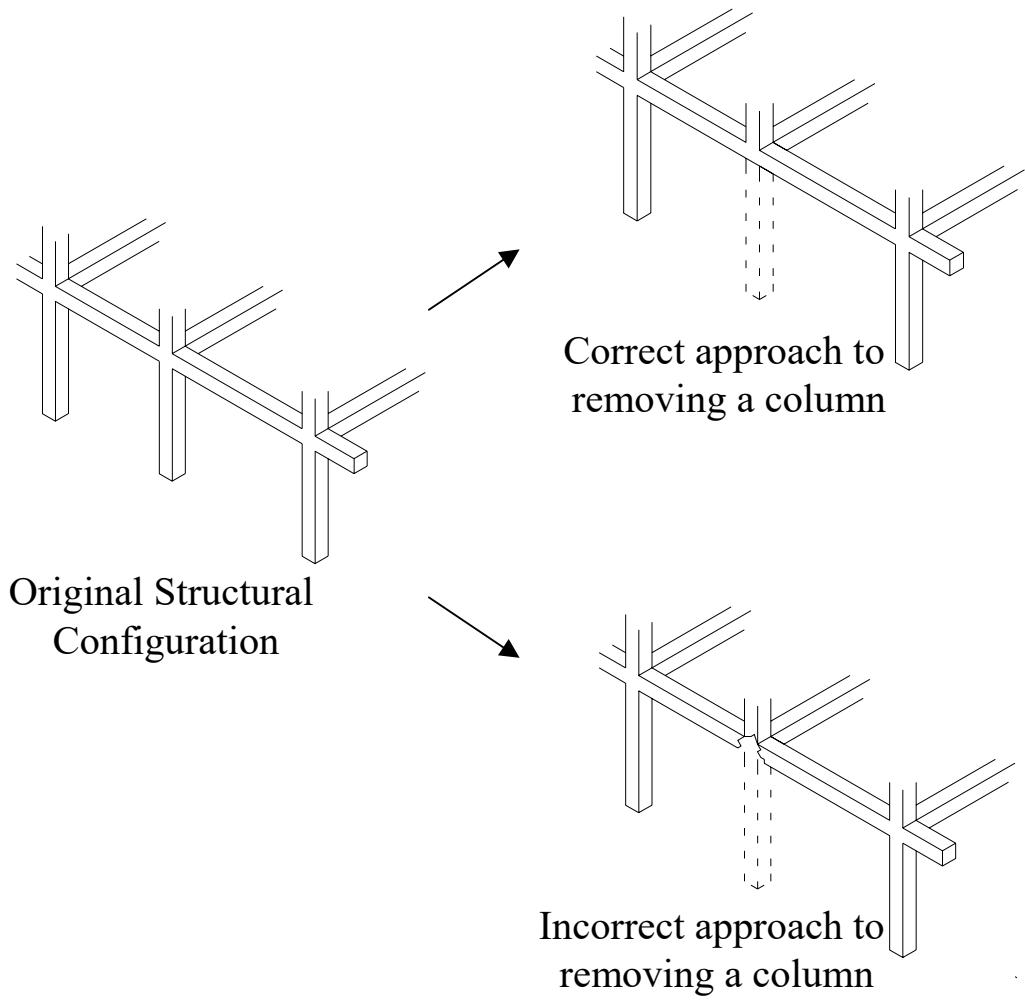 Correct approach to
removing a column
Original Structural
Configuration
Incorrect approach to
removing a column